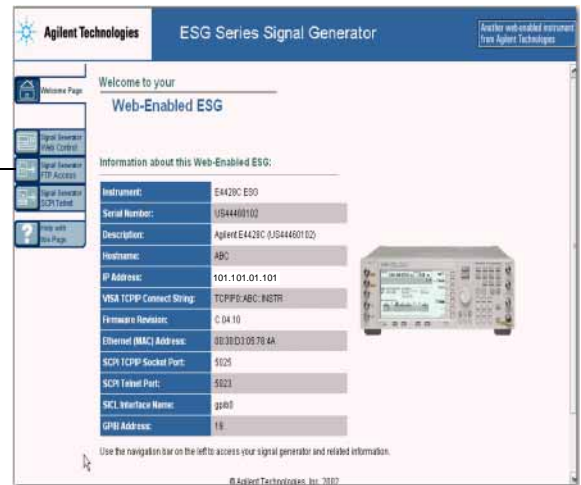 Agilent Technologies
ESG Series Signal Generator
Another web-enabled instrument
from Agilent Technologies
Welcome Page
Signal Generator
Web Control
Signal Generator
FTP Access
Signal Generator
SCPI Telnet
Help with
this Page
Welcome to your
Web-Enabled ESG
Information about this Web-Enabled ESG:
Instrument: E4428C ESG
Serial Number: US44460102
Description: Agilent E4428C (US44460102)
Hostname: ABC
IP Address: 101.101.01.101
VISA TCPIP Connect String: TCPIP0::ABC::INSTR
Firmware Revision: C.04.10
Ethernet (MAC) Address: 00:30:D3:05:76:4A
SCPI TCPIP Socket Port: 5025
SCPI Telnet Port: 5023
SICL Interface Name: gpib0
GPIB Address: 19
Use the navigation bar on the left to access your signal generator and related information.
© Agilent Technologies, Inc. 2002